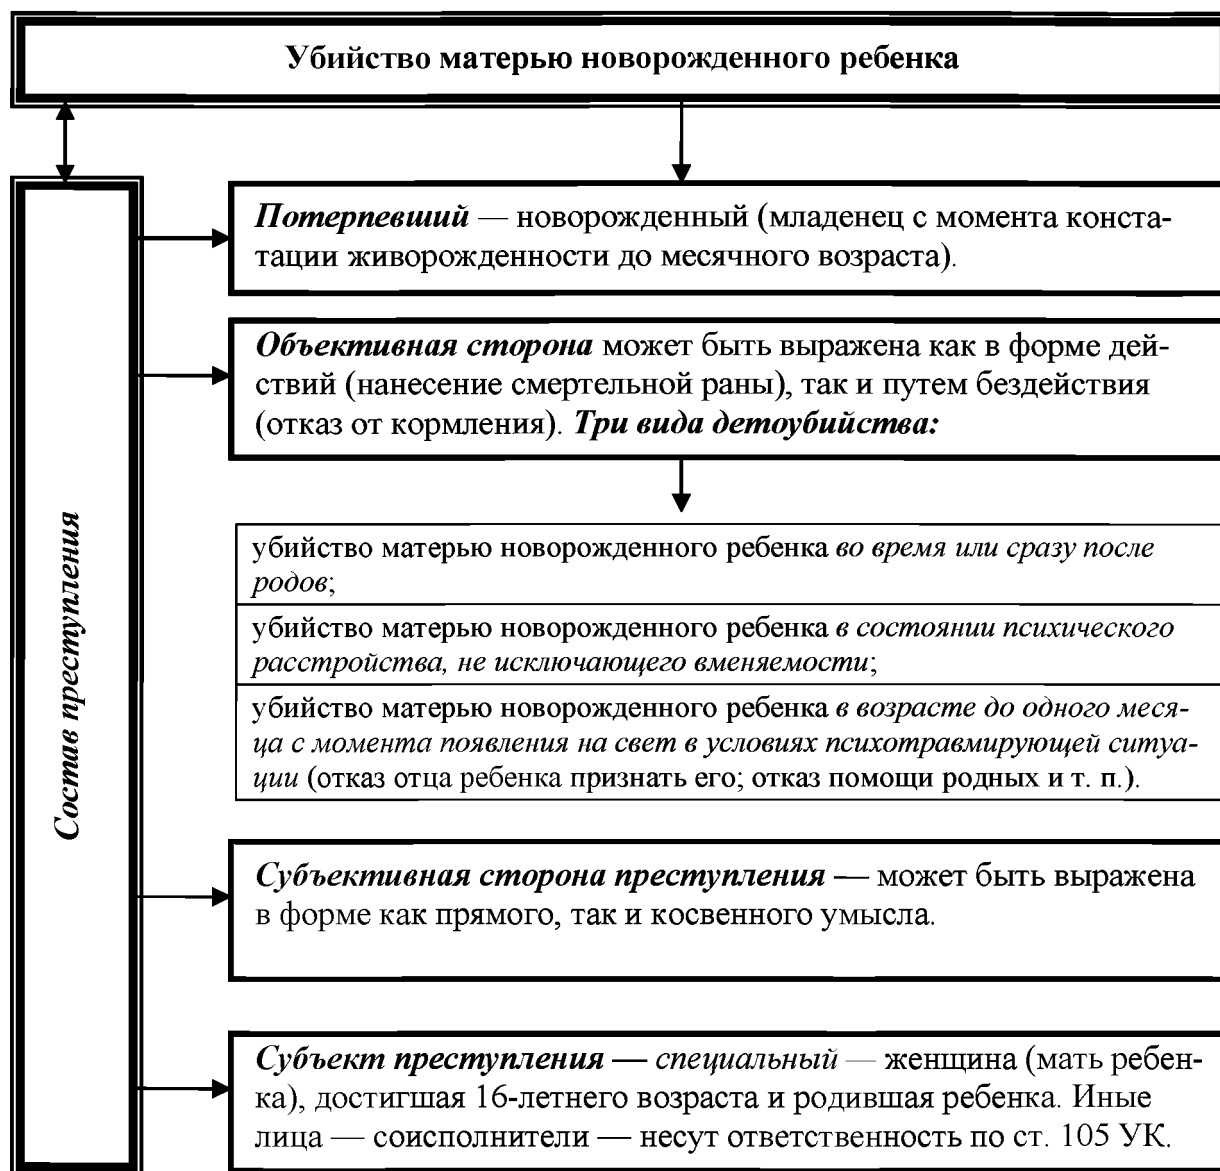 Убийство матерью новорожденного ребенка
Состав преступления
Потерпевший — новорожденный (младенец с момента конста-
тации живорожденности до месячного возраста).
Объективная сторона может быть выражена как в форме дей-
ствий (нанесение смертельной раны), так и путем бездействия
(отказ от кормления). Три вида детоубийства:
убийство матерью новорожденного ребенка во время или сразу после
родов;
убийство матерью новорожденного ребенка в состоянии психического
расстройства, не исключающего вменяемости;
убийство матерью новорожденного ребенка в возрасте до одного меся-
ца с момента появления на свет в условиях психотравмирующей ситуа-
ции (отказ отца ребенка признать его; отказ помощи родных и т. п.).
Субъективная сторона преступления — может быть выражена
в форме как прямого, так и косвенного умысла.
Субъект преступления — специальный — женщина (мать ребен-
ка), достигшая 16-летнего возраста и родившая ребенка. Иные
лица — соисполнители — несут ответственность по ст. 105 УК.